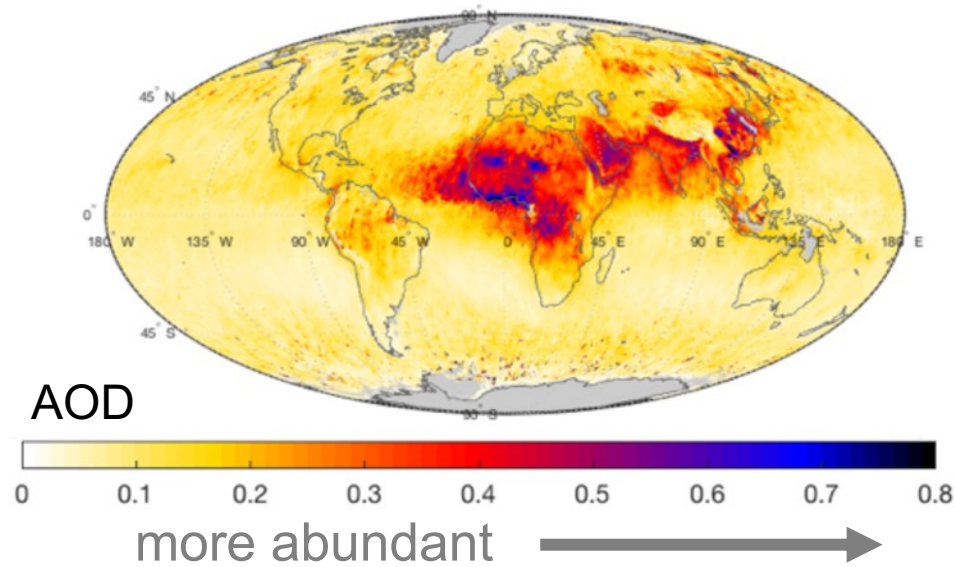 90° N
45° N
0°
180° W 135° W 90° W 45° W 0 45° E 90° E 135° E 180° E
45° S
90° S
AOD
0 0.1 0.2 0.3 0.4 0.5 0.6 0.7 0.8
more abundant